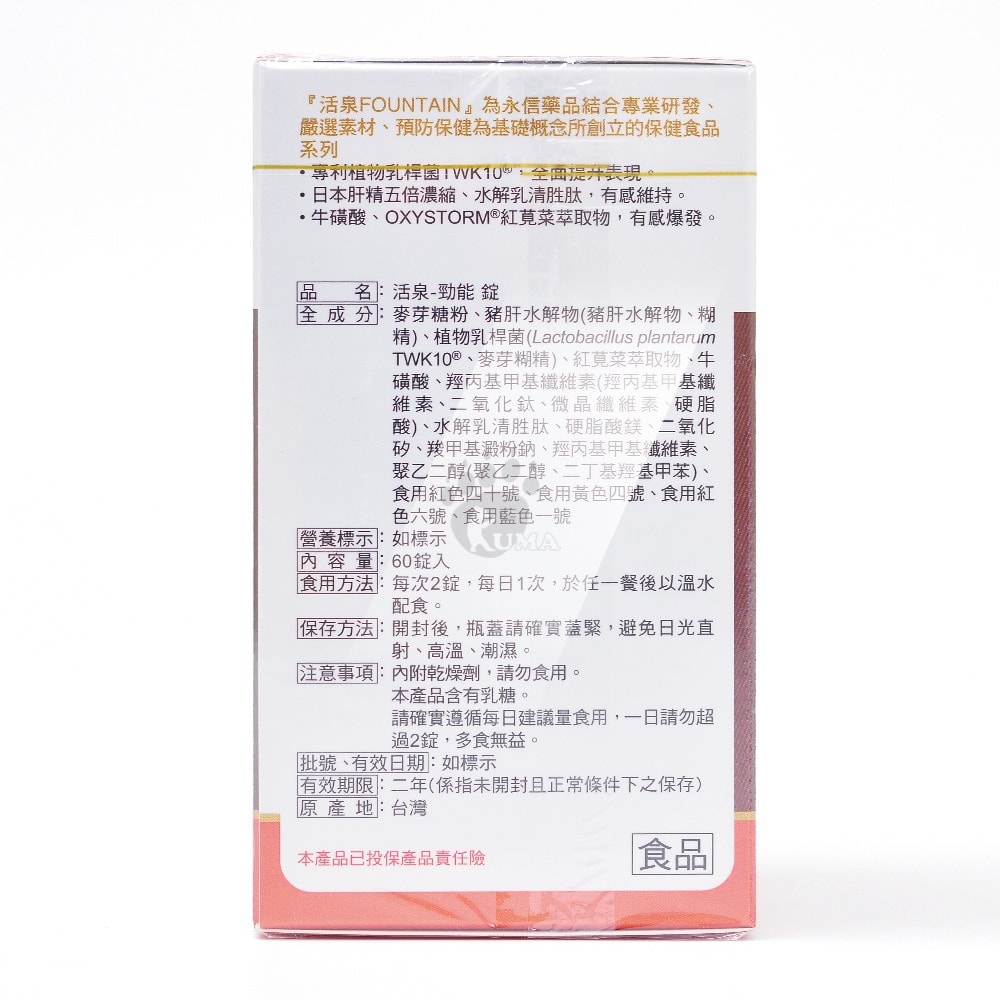 『活泉FOUNTAIN』為永信藥品結合專業研發、
嚴選素材、預防保健為基礎概念所創立的保健食品
系列
・專利植物乳桿菌TWK10®，全面提升表現。
・日本肝精五倍濃縮、水解乳清胜肽，有感維持。
・牛磺酸、OXYSTORM®紅莧菜萃取物，有感爆發。
品名：活泉-勁能 錠
全成分：麥芽糖粉、豬肝水解物(豬肝水解物、糊
精)、植物乳桿菌(Lactobacillus plantarum
TWK10®、麥芽糊精)、紅莧菜萃取物、牛
磺酸、羥丙基甲基纖維素(羥丙基甲基纖
維素、二氧化鈦、微晶纖維素、硬脂
酸)、水解乳清胜肽、硬脂酸鎂、二氧化
矽、羧甲基澱粉鈉、羥丙基甲基纖維素、
聚乙二醇(聚乙二醇、二丁基羥基甲苯)、
食用紅色四十號、食用黃色四號、食用紅
色六號、食用藍色一號
KUMA
營養標示：如標示
內容量：60錠入
食用方法：每次2錠，每日1次，於任一餐後以溫水
配食。
保存方法：開封後，瓶蓋請確實蓋緊，避免日光直
射、高溫、潮濕。
注意事項：內附乾燥劑，請勿食用。
本產品含有乳糖。
請確實遵循每日建議量食用，一日請勿超
過2錠，多食無益。
批號、有效日期：如標示
有效期限：二年(係指未開封且正常條件下之保存)
原產地：台灣
本產品已投保產品責任險
食品